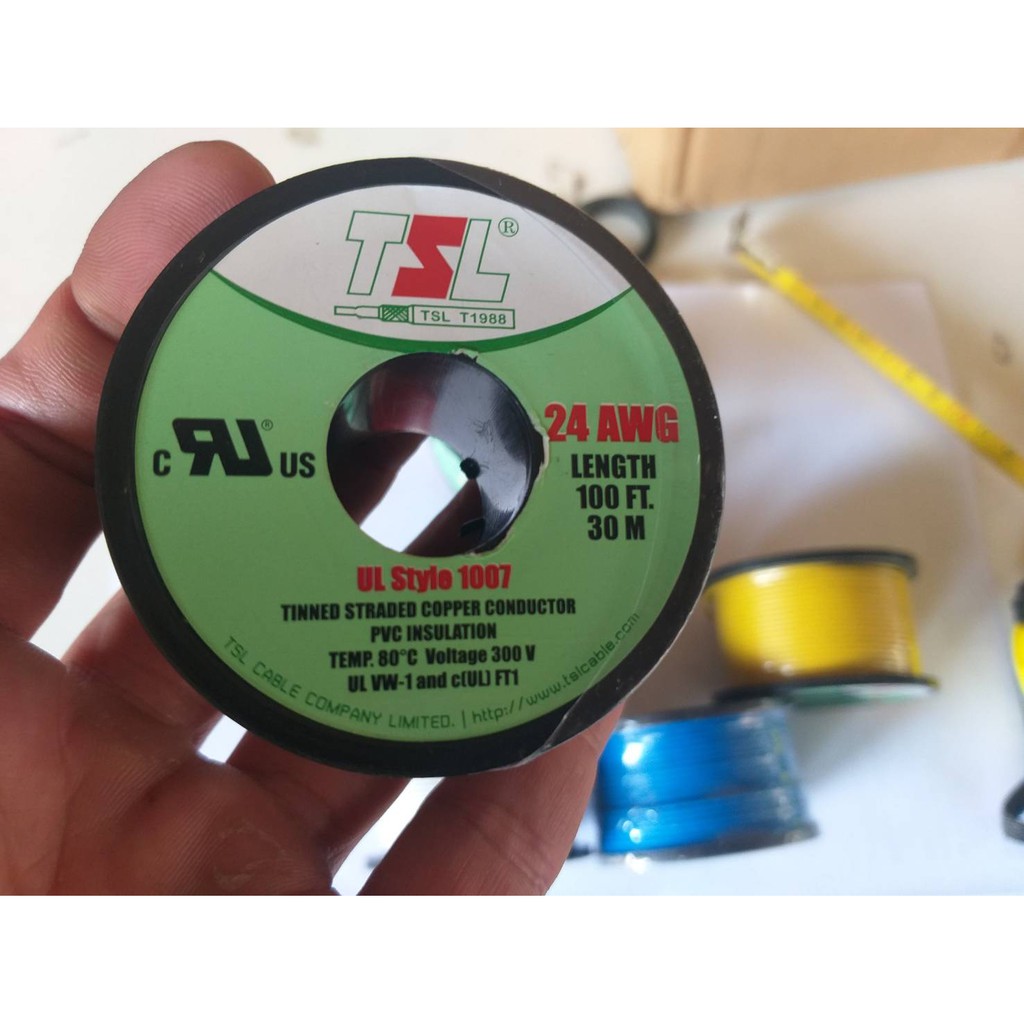 TSL®
TSL T1988
c RU® US
24 AWG
LENGTH
100 FT.
30 M
UL Style 1007
TINNED STRADED COPPER CONDUCTOR
PVC INSULATION
TEMP. 80°C Voltage 300 V
UL VW-1 and c(UL) FT1
TSL CABLE COMPANY LIMITED. | http://www.tslcable.com